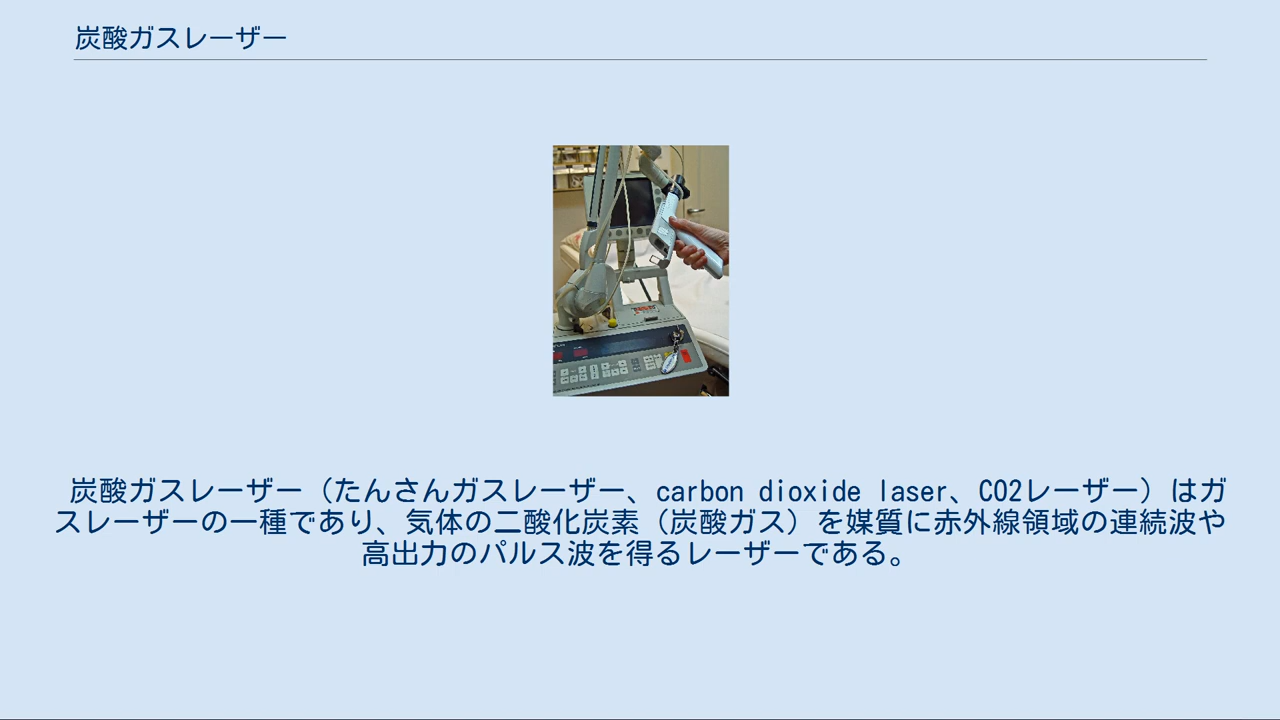 炭酸ガスレーザー
炭酸ガスレーザー（たんさんガスレーザー、carbon dioxide laser、CO2レーザー）はガ
スレーザーの一種であり、気体の二酸化炭素（炭酸ガス）を媒質に赤外線領域の連続波や
高出力のパルス波を得るレーザーである。